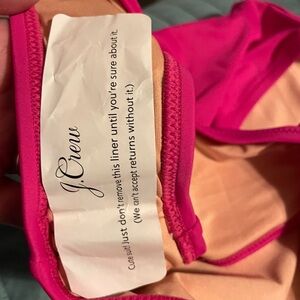 J.Crew
Cute suit! Just don't remove this liner until you're sure about it.
(We can't accept returns without it.)